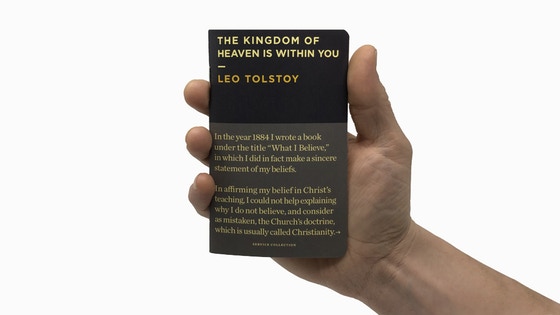 THE KINGDOM OF
HEAVEN IS WITHIN YOU
—
LEO TOLSTOY
In the year 1884 I wrote a book
under the title “What I Believe,”
in which I did in fact make a sincere
statement of my beliefs.
In affirming my belief in Christ’s
teaching, I could not help explaining
why I do not believe, and consider
as mistaken, the Church’s doctrine,
which is usually called Christianity.→
SERVICE COLLECTION